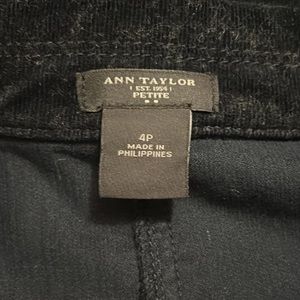 ANN TAYLOR
EST. 1954
PETITE
4P
MADE IN
PHILIPPINES